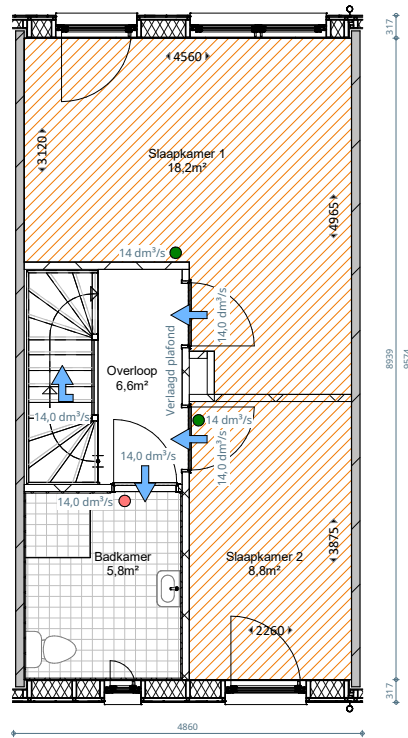 317
4560
3120
Slaapkamer 1
18,2m²
4965
14 dm³/s
14,0 dm³/s
Verlaagd plafond
Overloop
6,6m²
8939
9574
14,0 dm³/s
14 dm³/s
14,0 dm³/s
14,0 dm³/s
14,0 dm³/s
Badkamer
5,8m²
Slaapkamer 2
8,8m²
3875
2260
317
4860